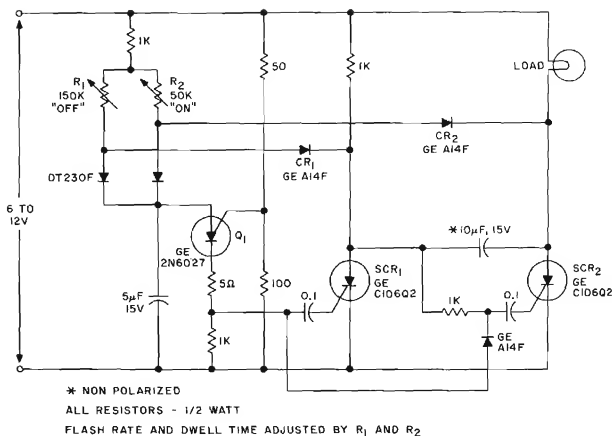 1K
50
1K
LOAD
R1
150K
"OFF"
R2
50K
"ON"
CR2
GE A14F
CR1
GE A14F
DT230F
6 TO
12V
Q1
GE
2N6027
*10µF, 15V
SCR1
GE
C106Q2
SCR2
GE
C106Q2
5µF
15V
5Ω
100
0.1
1K
0.1
1K
GE
A14F
* NON POLARIZED
ALL RESISTORS - 1/2 WATT
FLASH RATE AND DWELL TIME ADJUSTED BY R1 AND R2